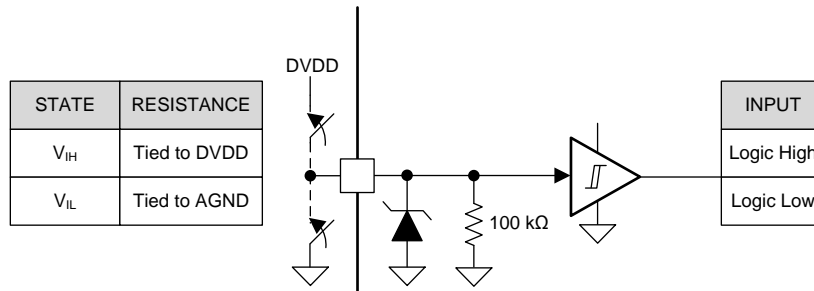 DVDD
STATE RESISTANCE
V_IH Tied to DVDD
V_IL Tied to AGND
100 kΩ
INPUT
Logic High
Logic Low